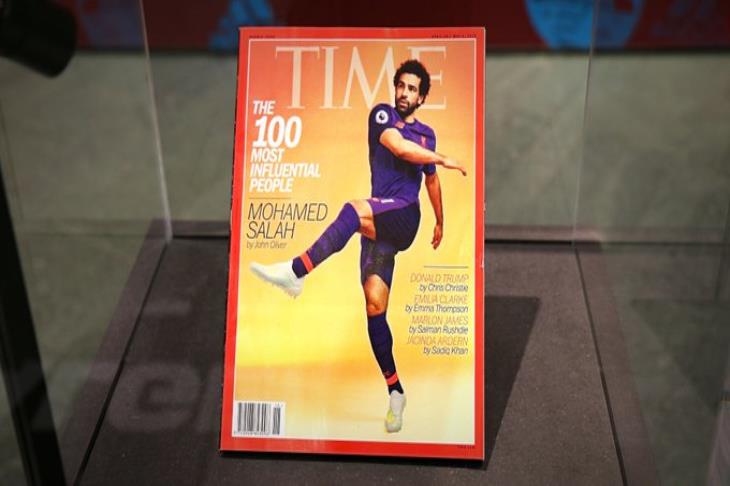 TIME
THE
100
MOST
INFLUENTIAL
PEOPLE
MOHAMED
SALAH
by John Oliver
DONALD TRUMP
by Chris Christie
EMILIA CLARKE
by Emma Thompson
MARLON JAMES
by Salman Rushdie
JACINDA ARDERN
by Sadiq Khan